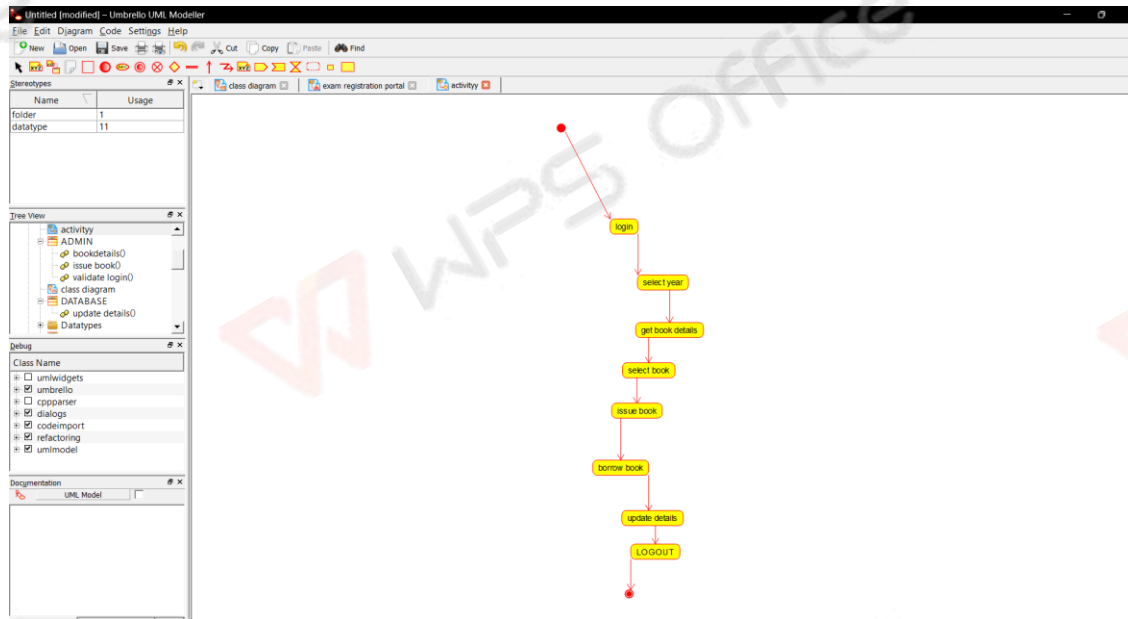 Untitled [modified] – Umbrello UML Modeller
File Edit Diagram Code Settings Help
New Open Save Cut Copy Paste Find
Stereotypes
Name Usage
folder 1
datatype 11
Tree View
activityy
ADMIN
bookdetails()
issue book()
validate login()
class diagram
DATABASE
update details()
Datatypes
Debug
Class Name
umlwidgets
umbrello
cppparser
dialogs
codeimport
refactoring
umlmodel
Documentation
UML Model
class diagram exam registration portal activityy
login
select year
get book details
select book
issue book
borrow book
update details
LOGOUT
WPS OFFICE